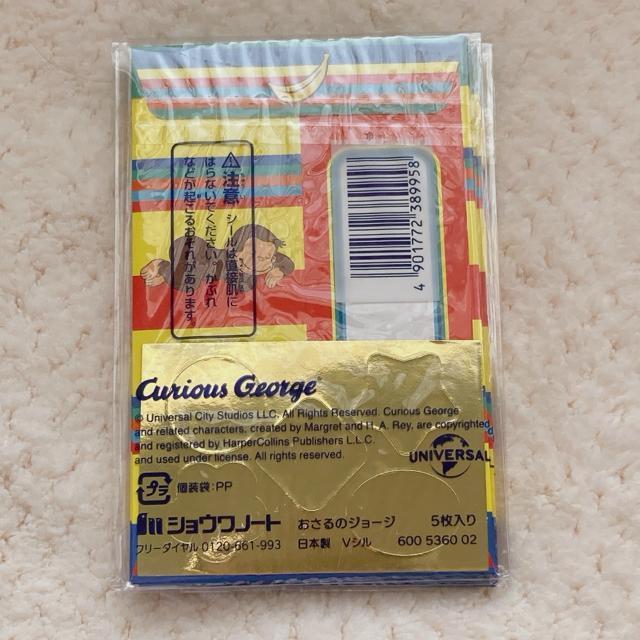 ⚠注意 シールは直接肌に
はらないでください。かぶれ
などが起こるおそれがあります。
4 901772 389958
Curious George
© Universal City Studios LLC. All Rights Reserved. Curious George
and related characters, created by Margret and H. A. Rey, are copyrighted
and registered by HarperCollins Publishers L.L.C.
and used under license. All rights reserved.
UNIVERSAL
プラ 個装袋:PP
ショウワノート おさるのジョージ 5枚入り
フリーダイヤル 0120-661-993 日本製 Vシル 600 5360 02